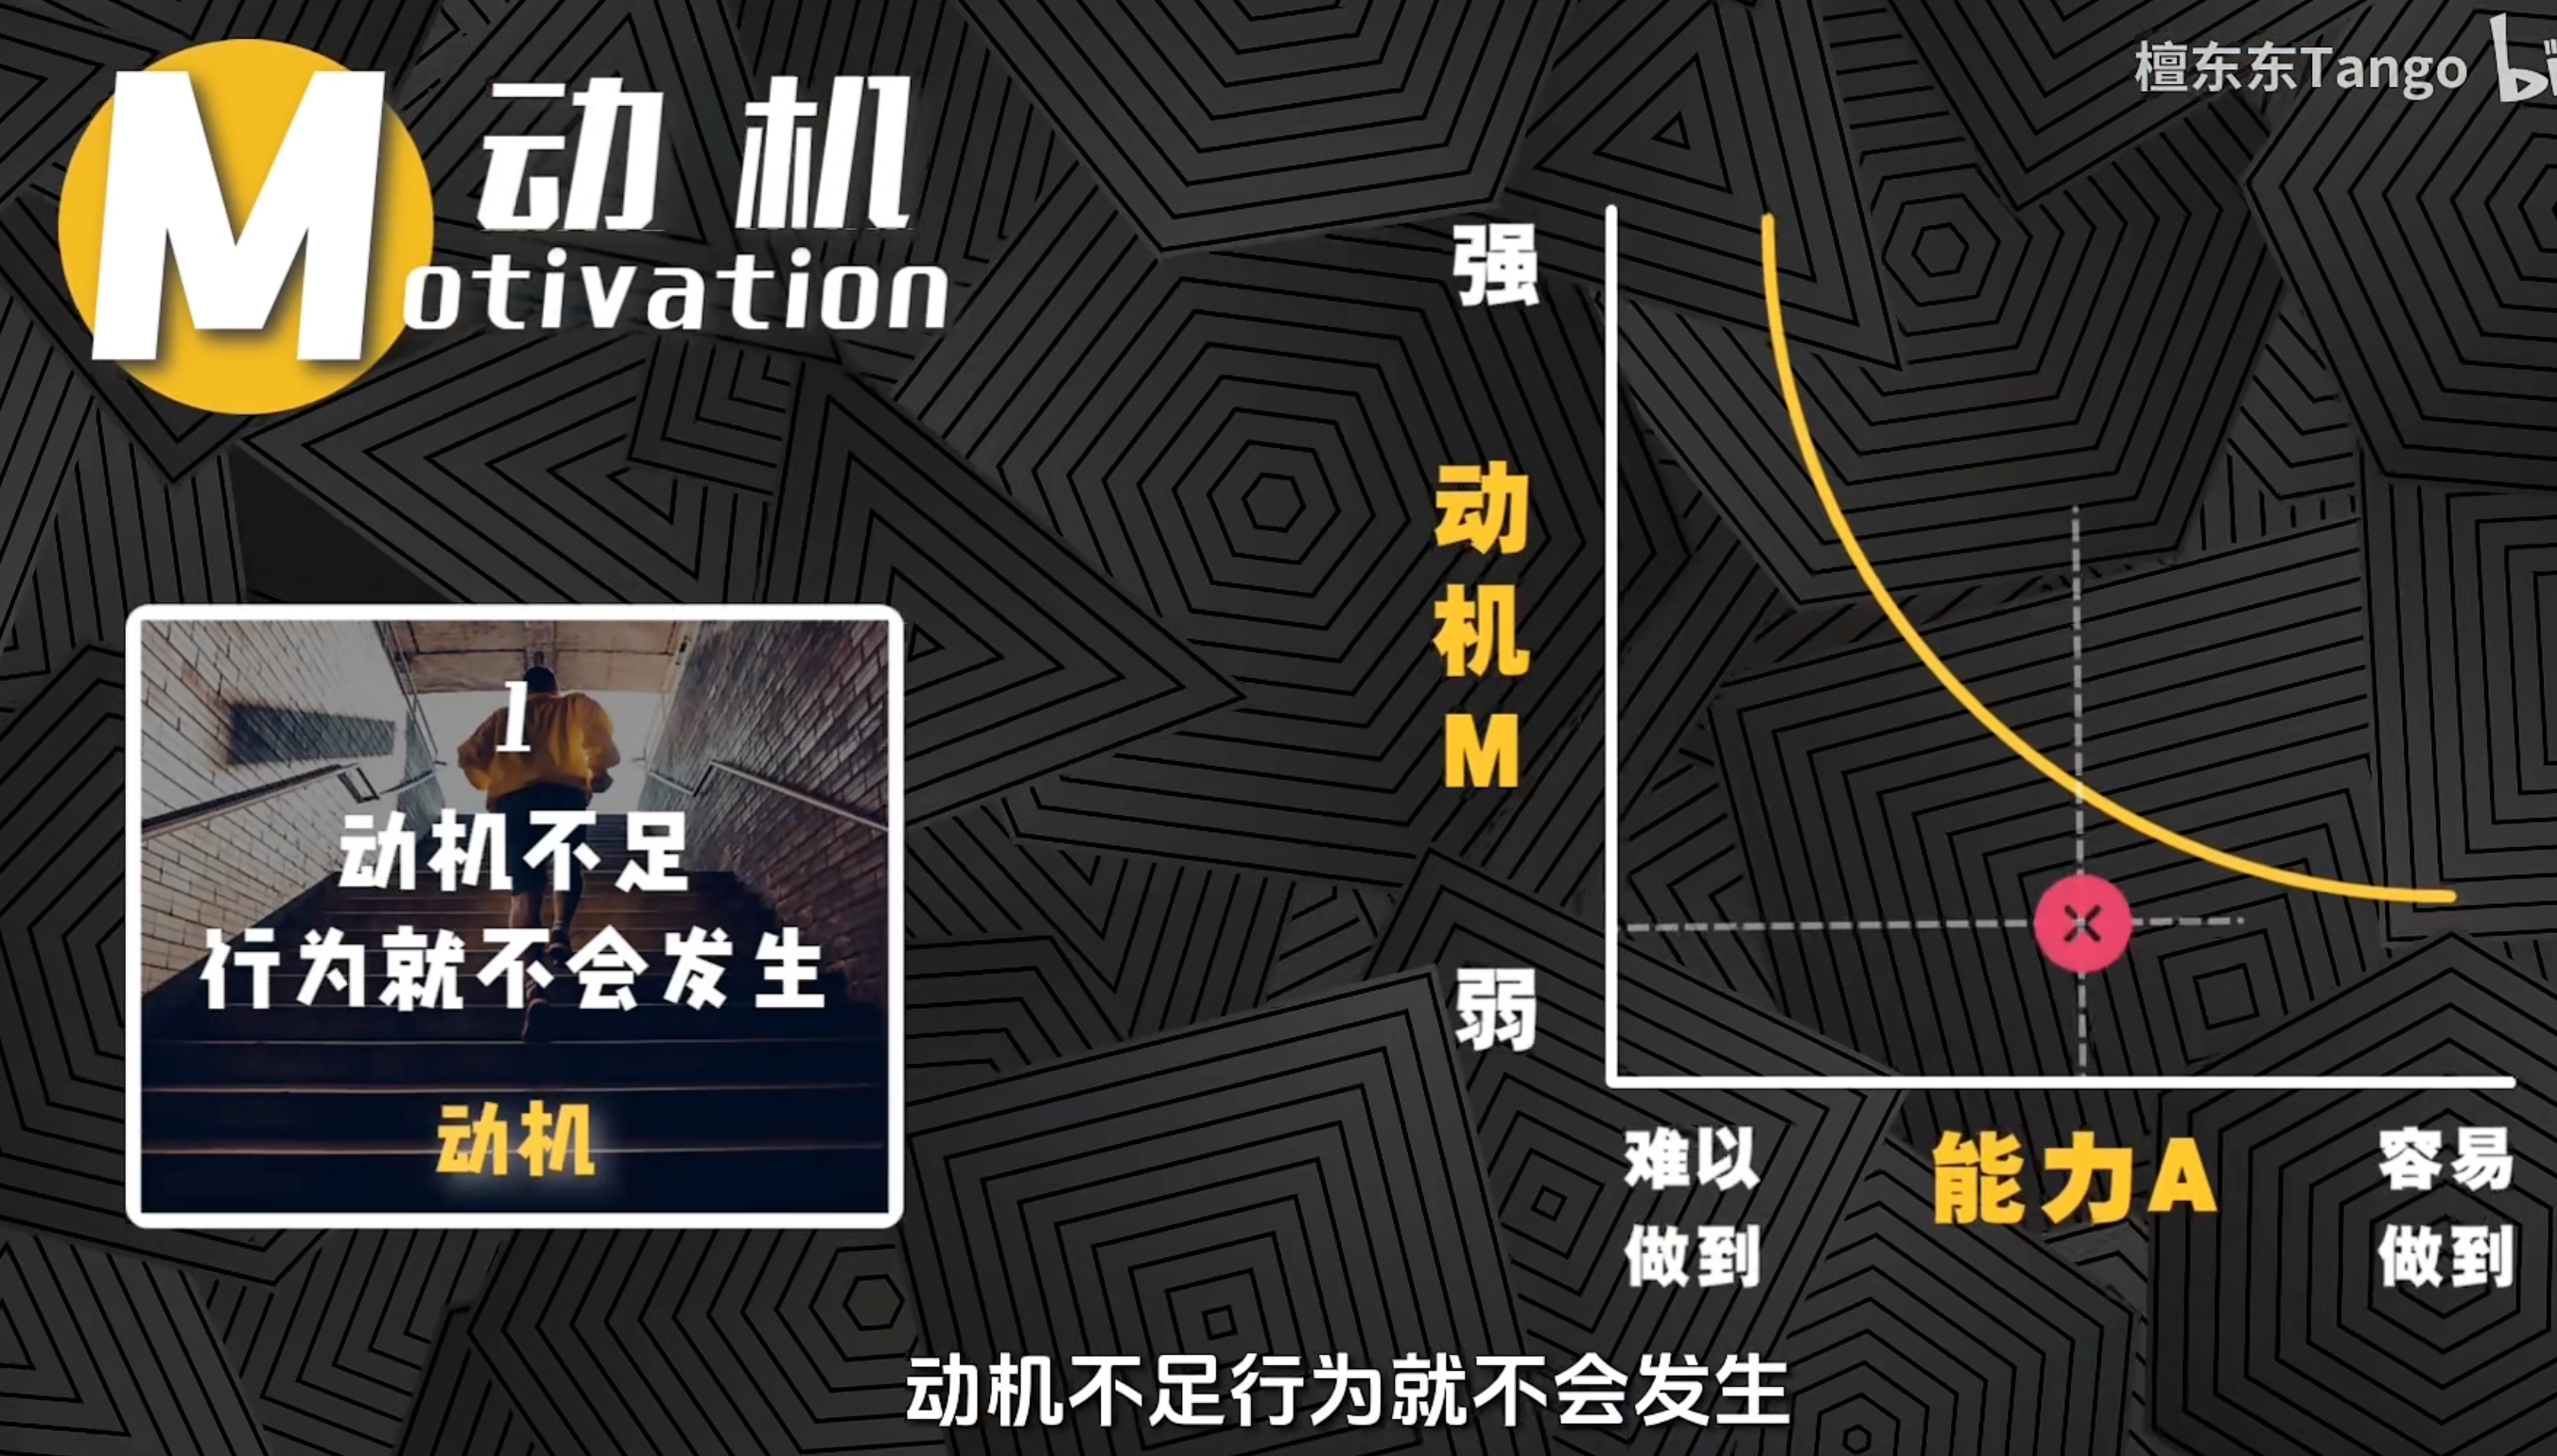 檀东东Tango
动机
Motivation
强
动机M
弱
1
动机不足
行为就不会发生
动机
难以做到
能力A
容易做到
动机不足行为就不会发生